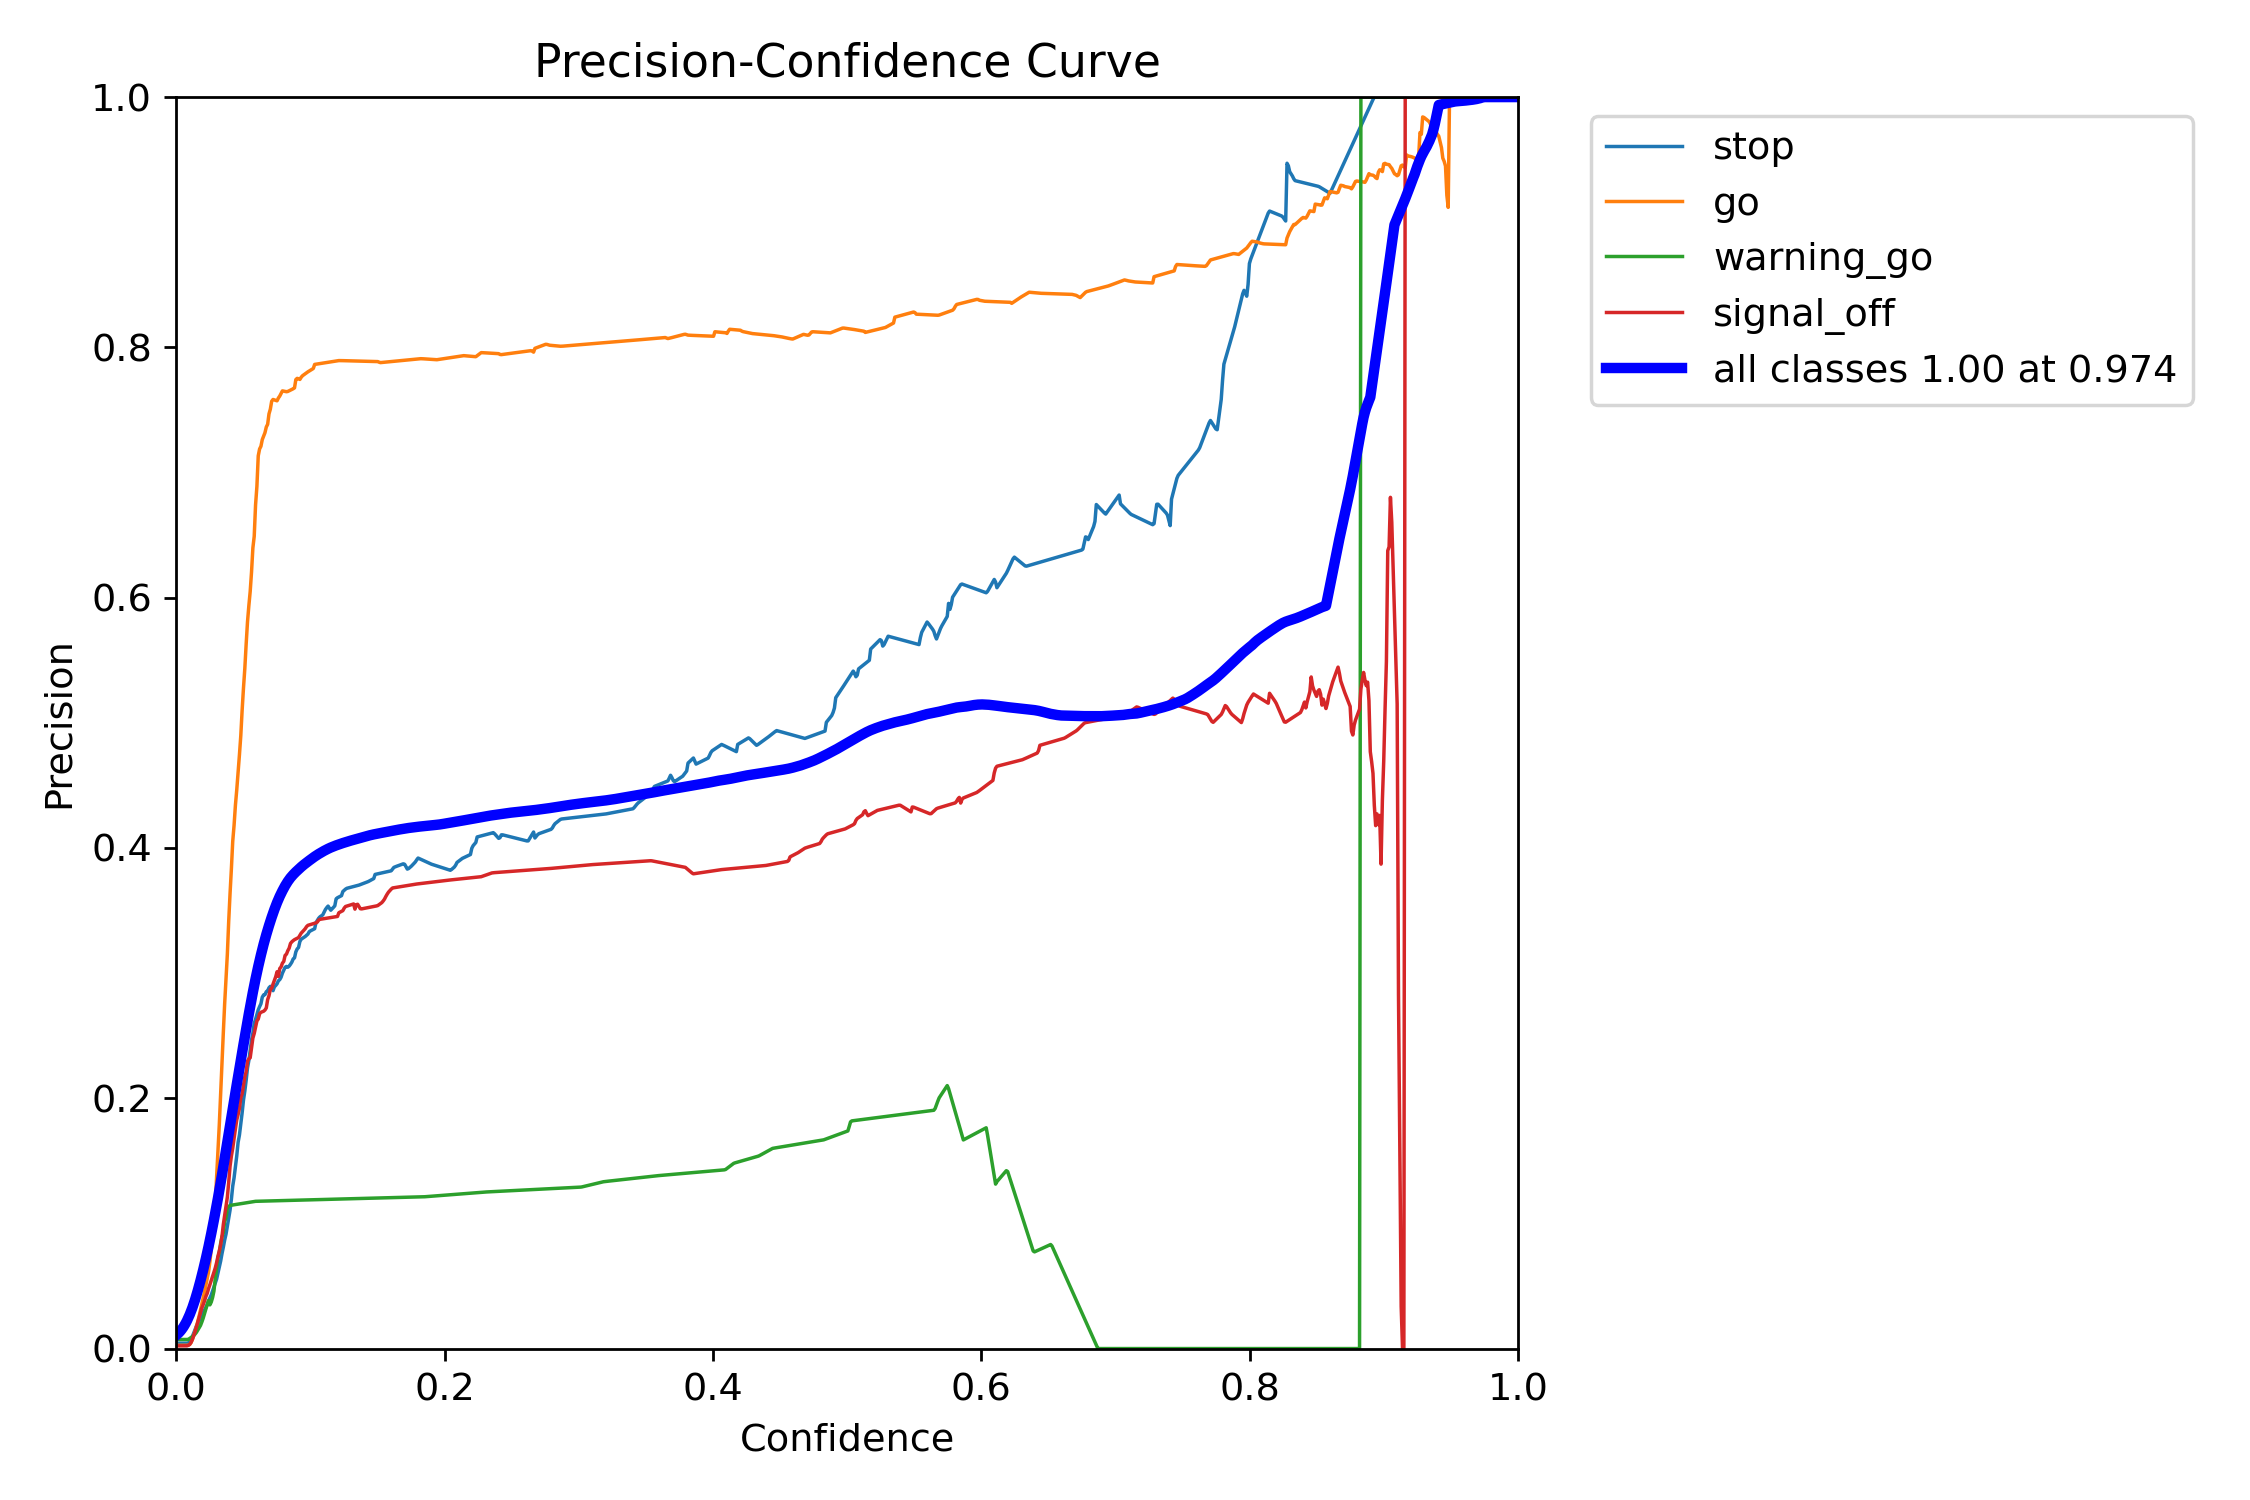 Precision-Confidence Curve
1.0
0.8
0.6
0.4
0.2
0.0
Precision
0.0 0.2 0.4 0.6 0.8 1.0
Confidence
stop
go
warning_go
signal_off
all classes 1.00 at 0.974